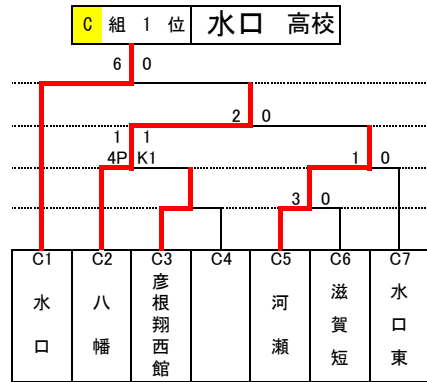 C 組 1 位 水口 高校
6 0
2 0
1 1
4P K1
1 0
3 0
C1 C2 C3 C4 C5 C6 C7
水口
八幡
彦根翔西館
河瀬
滋賀短
水口東